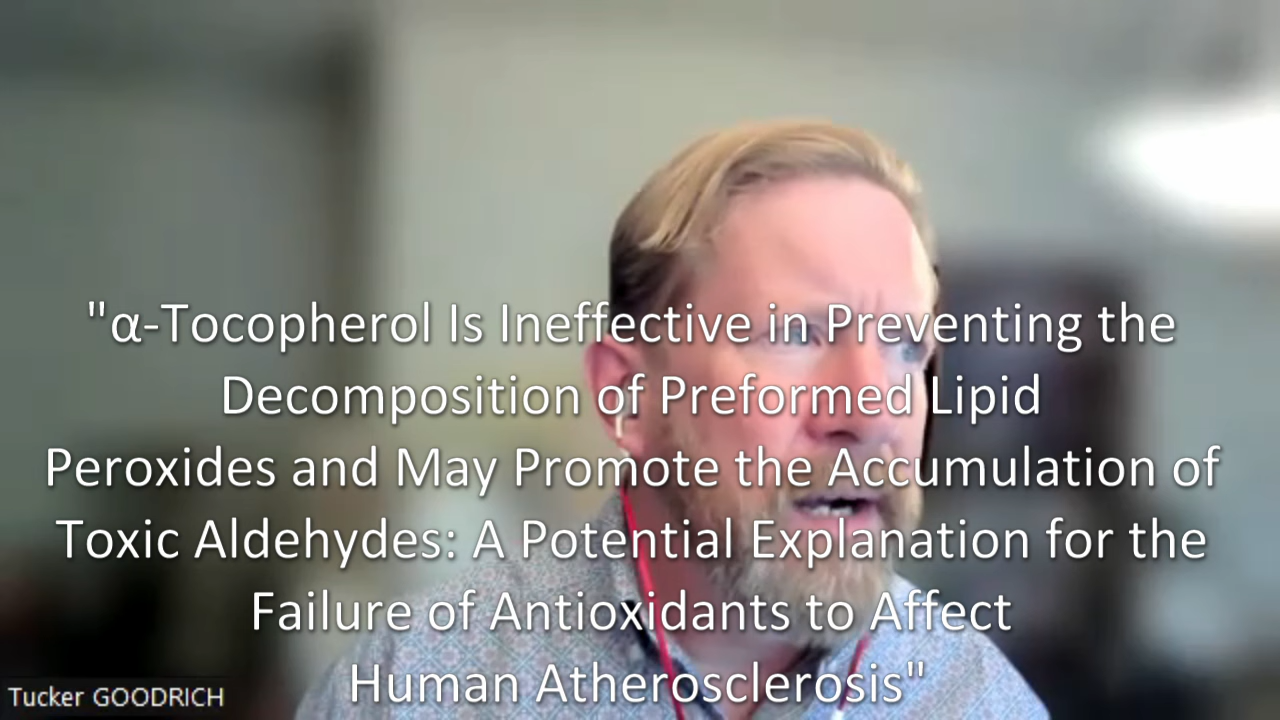 "α-Tocopherol Is Ineffective in Preventing the
Decomposition of Preformed Lipid
Peroxides and May Promote the Accumulation of
Toxic Aldehydes: A Potential Explanation for the
Failure of Antioxidants to Affect
Human Atherosclerosis"
Tucker GOODRICH